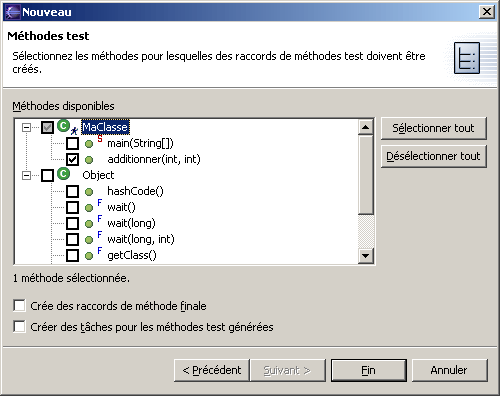 Nouveau
Méthodes test
Sélectionnez les méthodes pour lesquelles des raccords de méthodes test doivent être
créés.
Méthodes disponibles
MaClasse
S main(String[])
additionner(int, int)
Object
hashCode()
F wait()
F wait(long)
F wait(long, int)
F getClass()
Sélectionner tout
Désélectionner tout
1 méthode sélectionnée.
Crée des raccords de méthode finale
Créer des tâches pour les méthodes test générées
< Précédent
Suivant >
Fin
Annuler